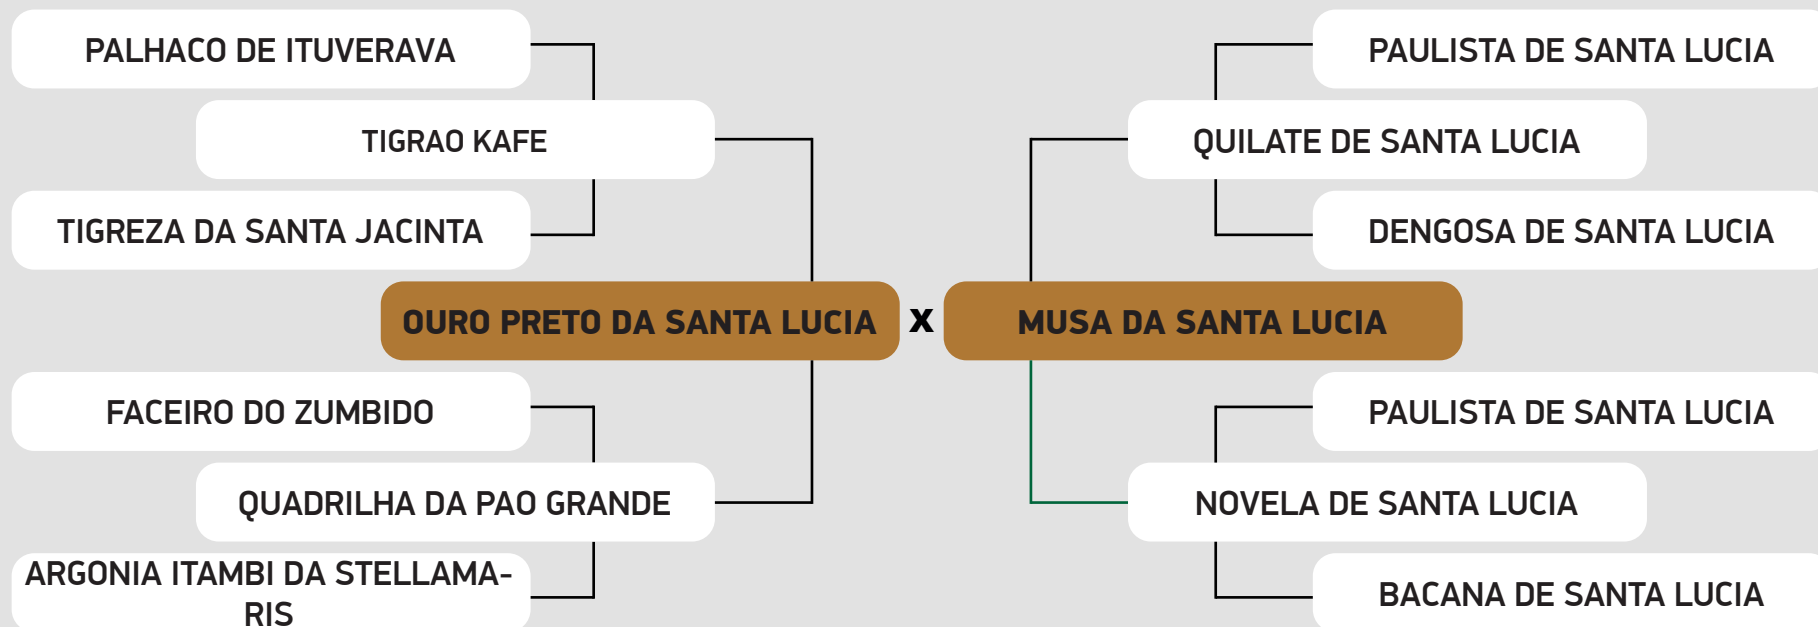 PALHACO DE ITUVERAVA
PAULISTA DE SANTA LUCIA
TIGRAO KAFE
QUILATE DE SANTA LUCIA
TIGREZA DA SANTA JACINTA
DENGOSA DE SANTA LUCIA
OURO PRETO DA SANTA LUCIA x MUSA DA SANTA LUCIA
FACEIRO DO ZUMBIDO
PAULISTA DE SANTA LUCIA
QUADRILHA DA PAO GRANDE
NOVELA DE SANTA LUCIA
ARGONIA ITAMBI DA STELLAMA-
RIS
BACANA DE SANTA LUCIA